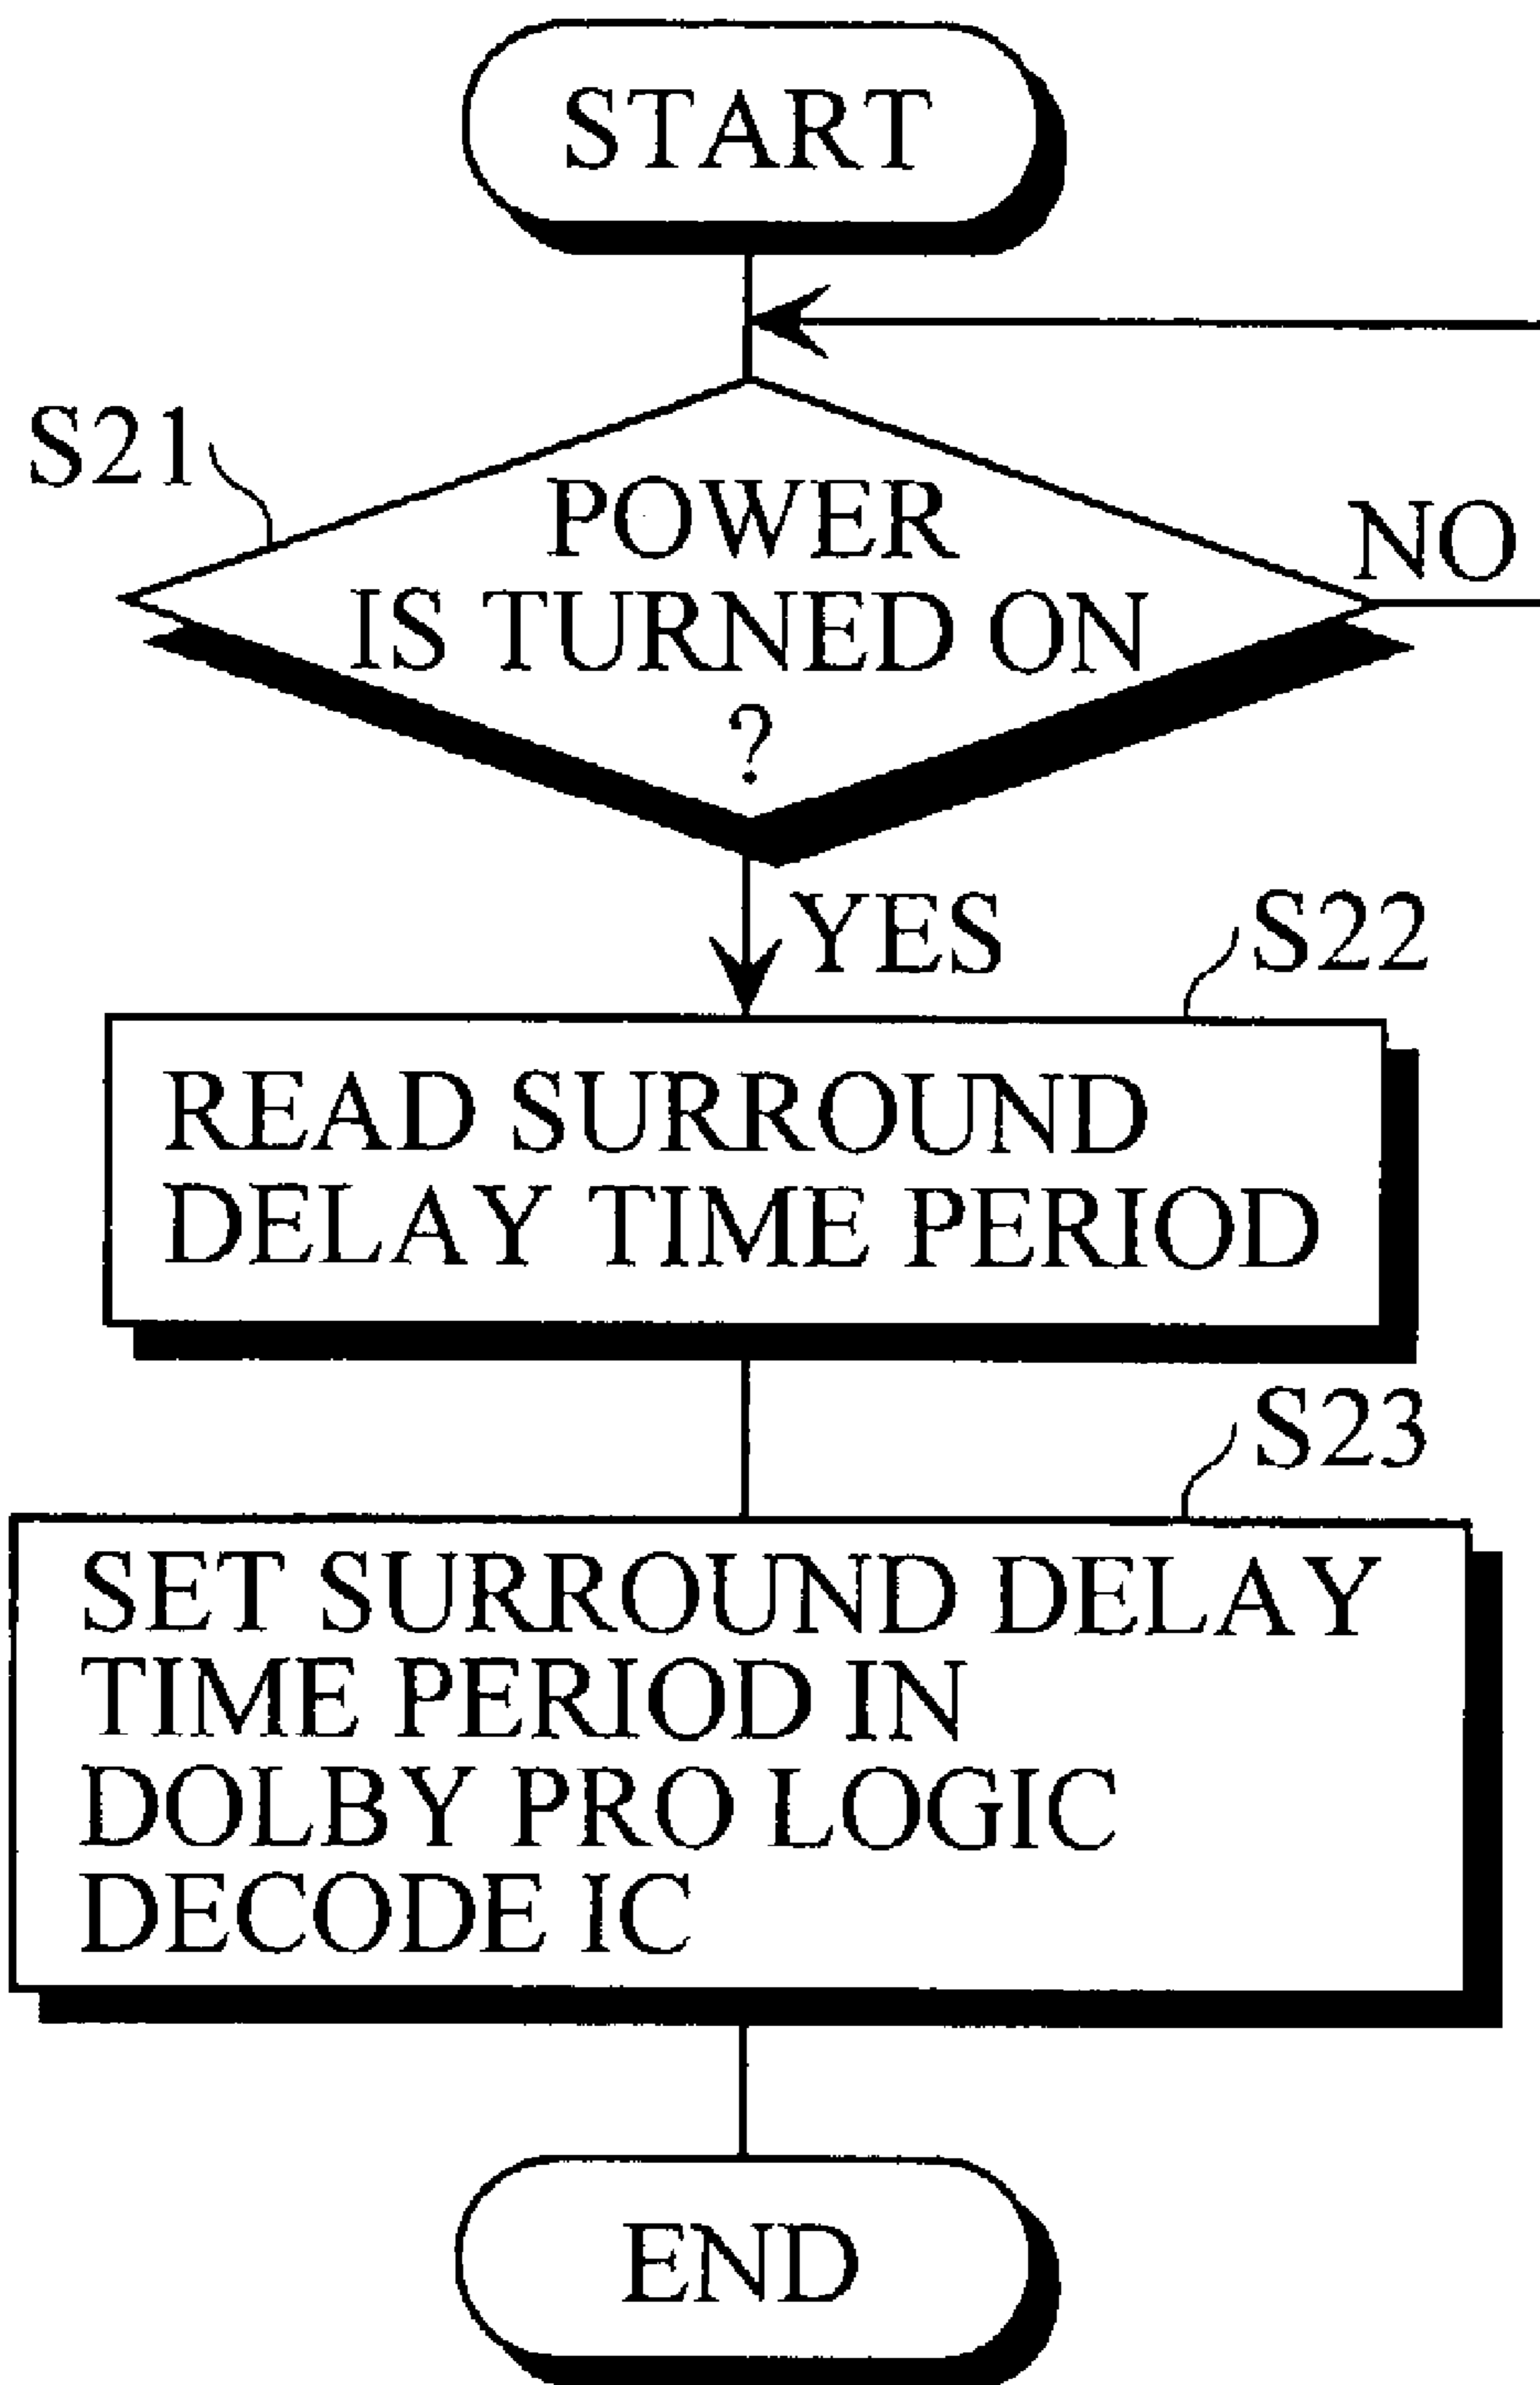 START
S21
POWER
IS TURNED ON
?
NO
YES
S22
READ SURROUND
DELAY TIME PERIOD
S23
SET SURROUND DELAY
TIME PERIOD IN
DOLBY PRO LOGIC
DECODE IC
END